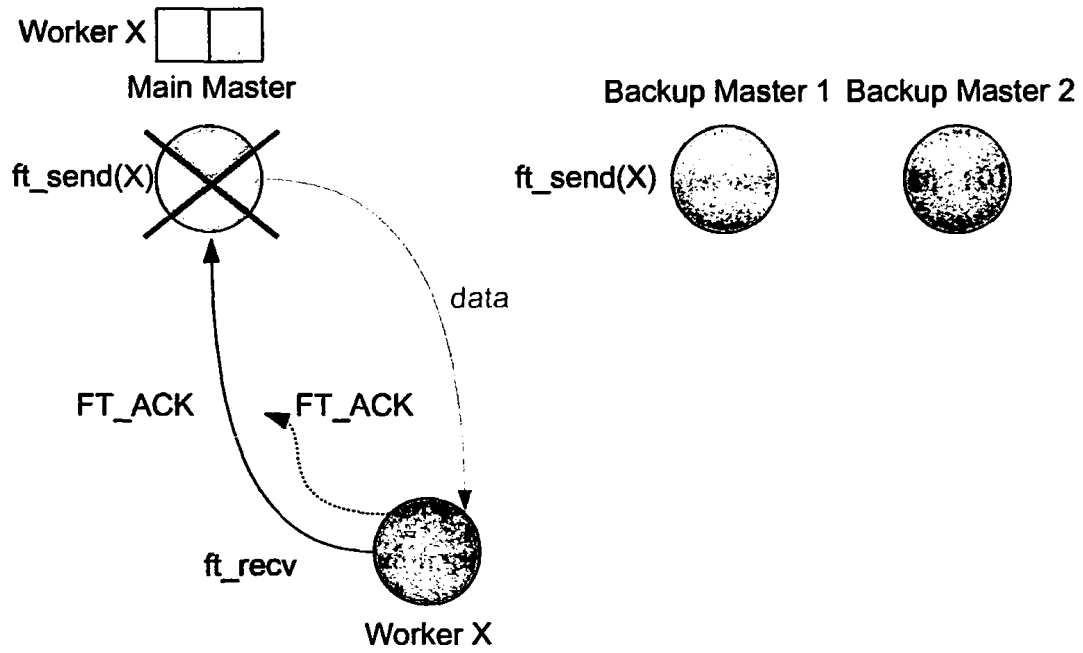 Worker X
Main Master
Backup Master 1 Backup Master 2
ft_send(X)
ft_send(X)
data
FT_ACK
FT_ACK
ft_recv
Worker X